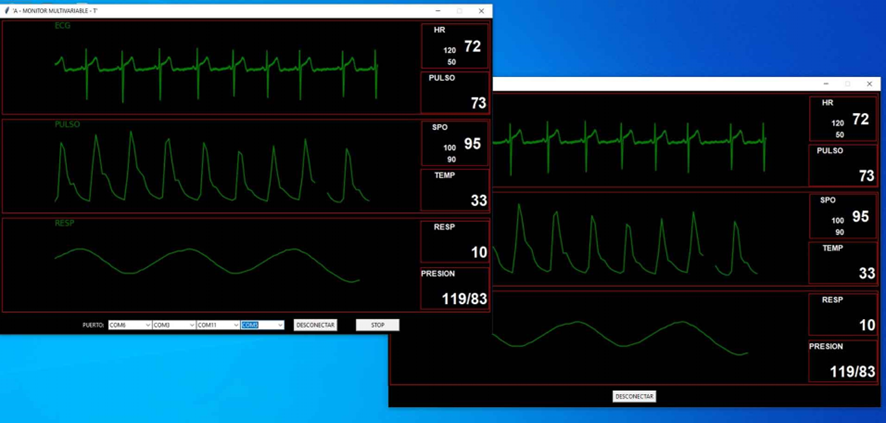 'A - MONITOR MULTIVARIABLE - T'
ECG
HR
120
72
50
PULSO
73
PULSO
SPO
100
95
90
TEMP
33
RESP
RESP
10
PRESION
119/83
PUERTO: COM6 COM3 COM11 DESCONECTAR STOP
HR
120
72
50
PULSO
73
SPO
100
95
90
TEMP
33
RESP
10
PRESION
119/83
DESCONECTAR